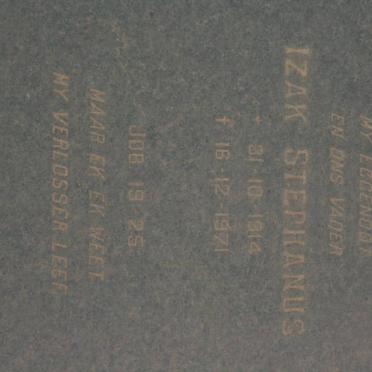 MY EGGENOOT
EN ONS VADER
IZAK STEPHANUS
* 31·10·1914
† 16·12·1971
JOB 19 25
MAAR EK EK WEET
MY VERLOSSER LEEF